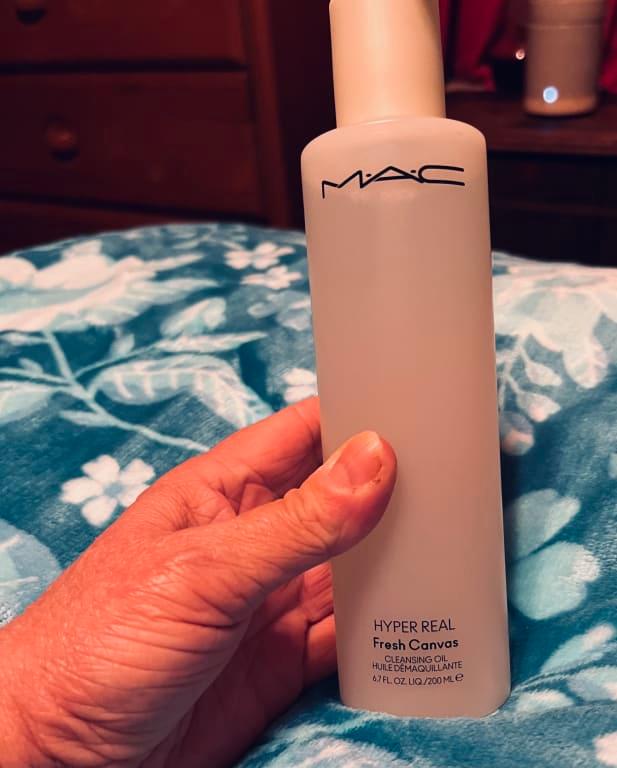 M·A·C
HYPER REAL
Fresh Canvas
CLEANSING OIL
HUILE DÉMAQUILLANTE
6.7 FL. OZ. LIQ./200 ML ℮